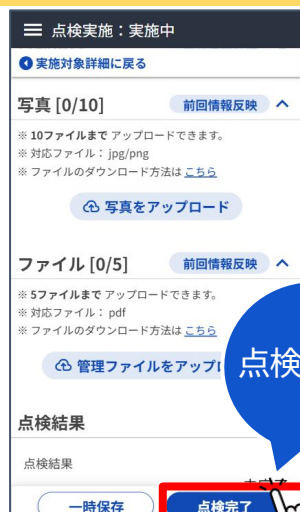 点検実施：実施中
実施対象詳細に戻る
写真 [0/10]
前回情報反映
※ 10ファイルまで アップロードできます。
※ 対応ファイル： jpg/png
※ ファイルのダウンロード方法は こちら
写真をアップロード
ファイル [0/5]
前回情報反映
※ 5ファイルまで アップロードできます。
※ 対応ファイル： pdf
※ ファイルのダウンロード方法は こちら
管理ファイルをアップ
点検
点検結果
点検結果
一時保存
点検完了